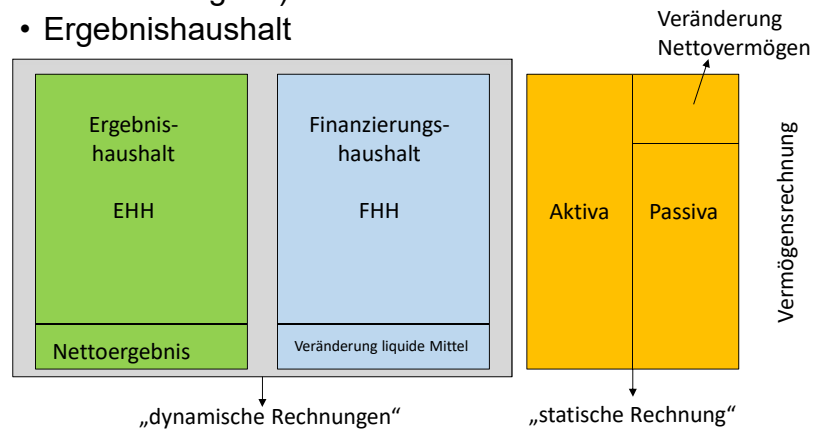 • Ergebnishaushalt
Veränderung
Nettovermögen
Ergebnis-
haushalt
EHH
Nettoergebnis
Finanzierungs-
haushalt
FHH
Veränderung liquide Mittel
Aktiva
Passiva
Vermögensrechnung
„dynamische Rechnungen“
„statische Rechnung“